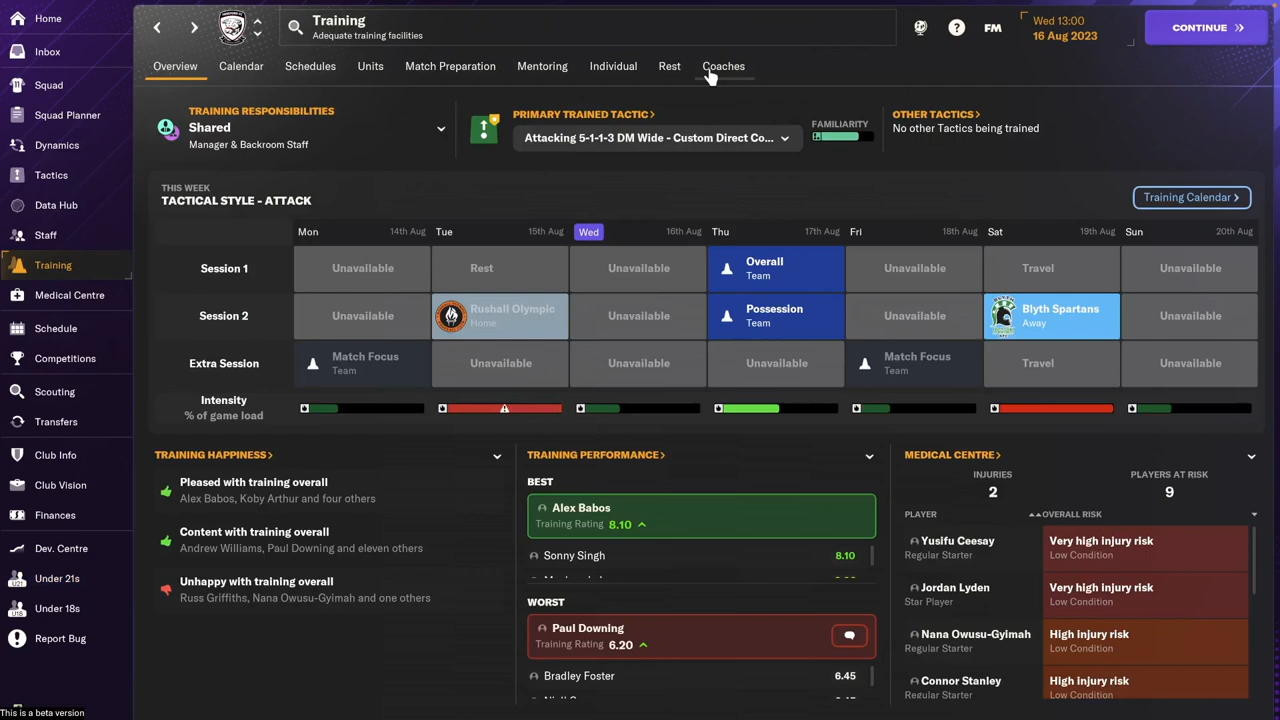 Home
Inbox
Squad
Squad Planner
Dynamics
Tactics
Data Hub
Staff
Training
Medical Centre
Schedule
Competitions
Scouting
Transfers
Club Info
Club Vision
Finances
Dev. Centre
Under 21s
Under 18s
Report Bug
This is a beta version
Training
Adequate training facilities
FM
Wed 13:00
16 Aug 2023
CONTINUE
Overview Calendar Schedules Units Match Preparation Mentoring Individual Rest Coaches
TRAINING RESPONSIBILITIES
Shared
Manager & Backroom Staff
PRIMARY TRAINED TACTIC >
Attacking 5-1-1-3 DM Wide - Custom Direct Co...
FAMILIARITY
OTHER TACTICS >
No other Tactics being trained
THIS WEEK
TACTICAL STYLE - ATTACK
Training Calendar >
Mon 14th Aug Tue 15th Aug Wed 16th Aug Thu 17th Aug Fri 18th Aug Sat 19th Aug Sun 20th Aug
Session 1 Unavailable Rest Unavailable Overall Team Unavailable Travel Unavailable
Session 2 Unavailable Rushall Olympic Home Unavailable Possession Team Unavailable Blyth Spartans Away Unavailable
Extra Session Match Focus Team Unavailable Unavailable Unavailable Match Focus Team Travel Unavailable
Intensity
% of game load
TRAINING HAPPINESS >
Pleased with training overall
Alex Babos, Koby Arthur and four others
Content with training overall
Andrew Williams, Paul Downing and eleven others
Unhappy with training overall
Russ Griffiths, Nana Owusu-Gyimah and one others
TRAINING PERFORMANCE >
BEST
Alex Babos
Training Rating 8.10
Sonny Singh 8.10
WORST
Paul Downing
Training Rating 6.20
Bradley Foster 6.45
MEDICAL CENTRE >
INJURIES
2
PLAYERS AT RISK
9
PLAYER OVERALL RISK
Yusifu Ceesay Very high injury risk
Regular Starter Low Condition
Jordan Lyden Very high injury risk
Star Player Low Condition
Nana Owusu-Gyimah High injury risk
Regular Starter Low Condition
Connor Stanley High injury risk
Regular Starter Low Condition